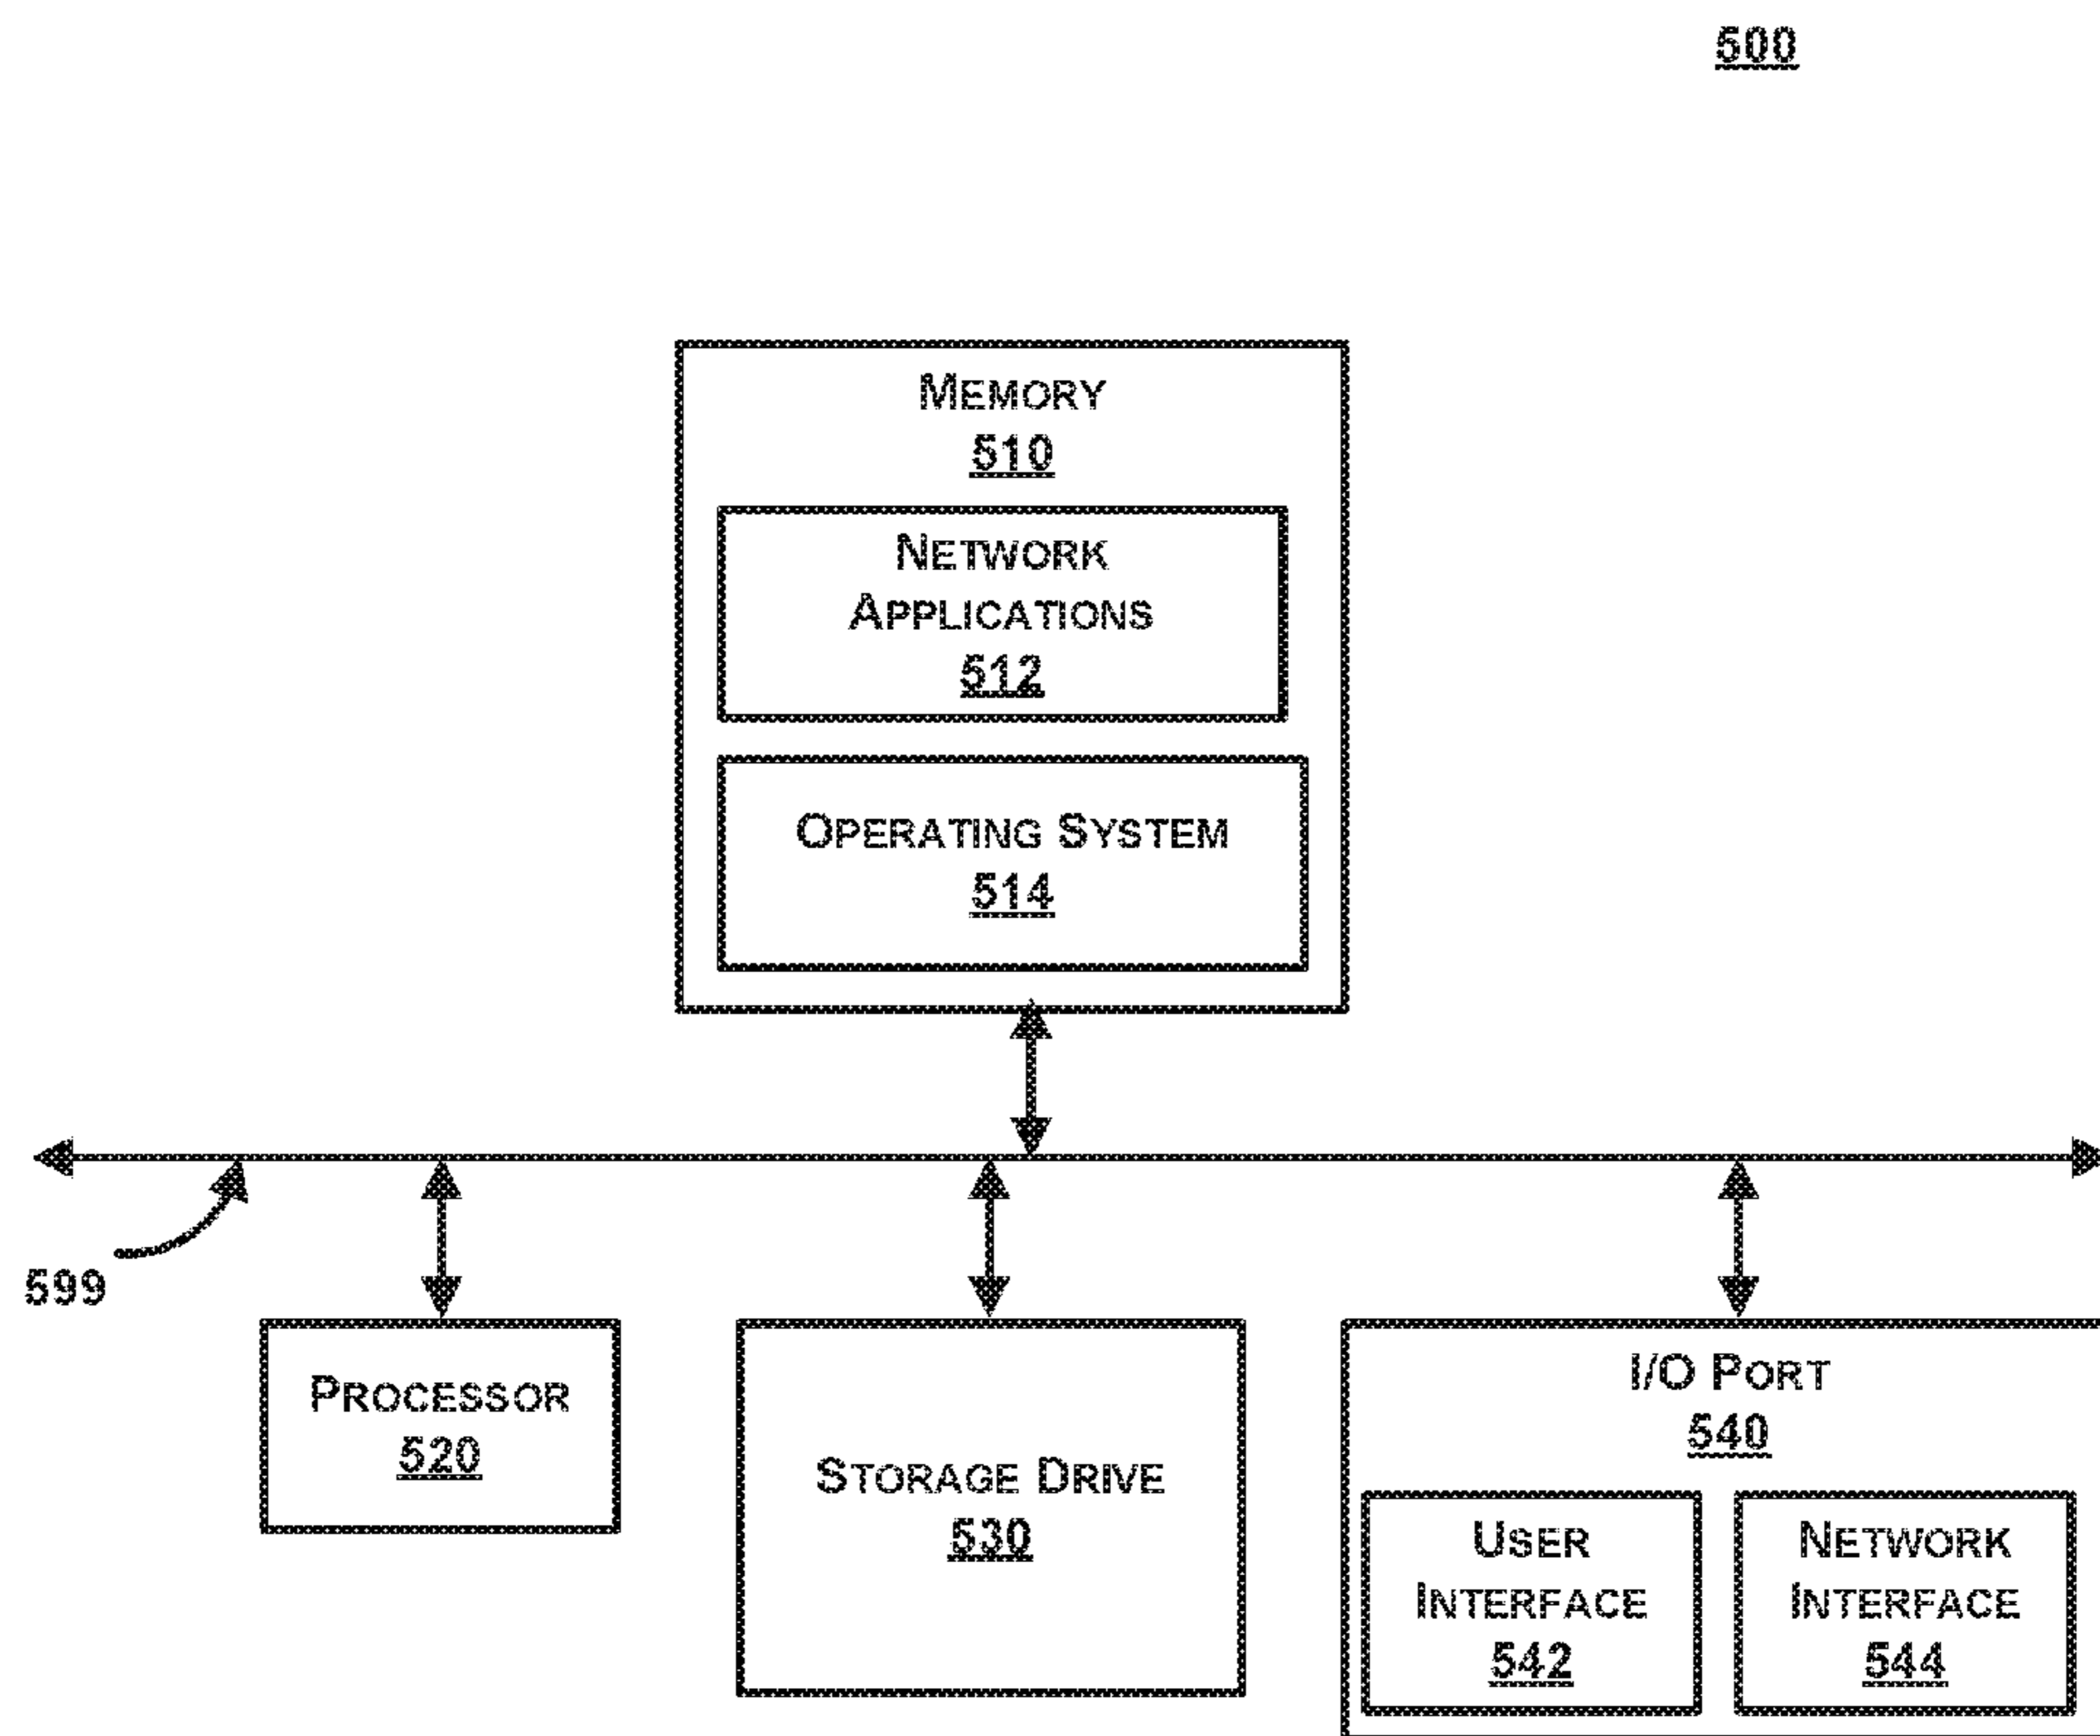 500
MEMORY
510
NETWORK
APPLICATIONS
512
OPERATING SYSTEM
514
599
PROCESSOR
520
STORAGE DRIVE
530
I/O PORT
540
USER
INTERFACE
542
NETWORK
INTERFACE
544